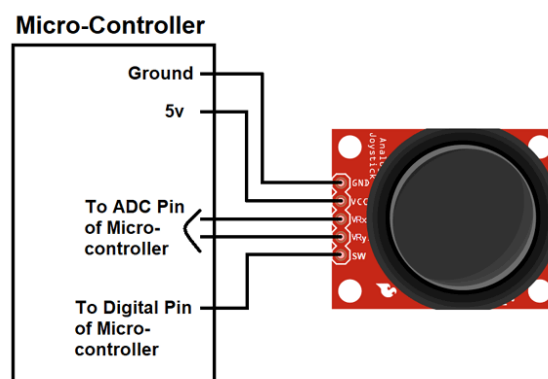 Micro-Controller
Ground
5v
To ADC Pin
of Micro-
controller
To Digital Pin
of Micro-
controller
Joystick
GND
VCC
VRx
VRy
SW